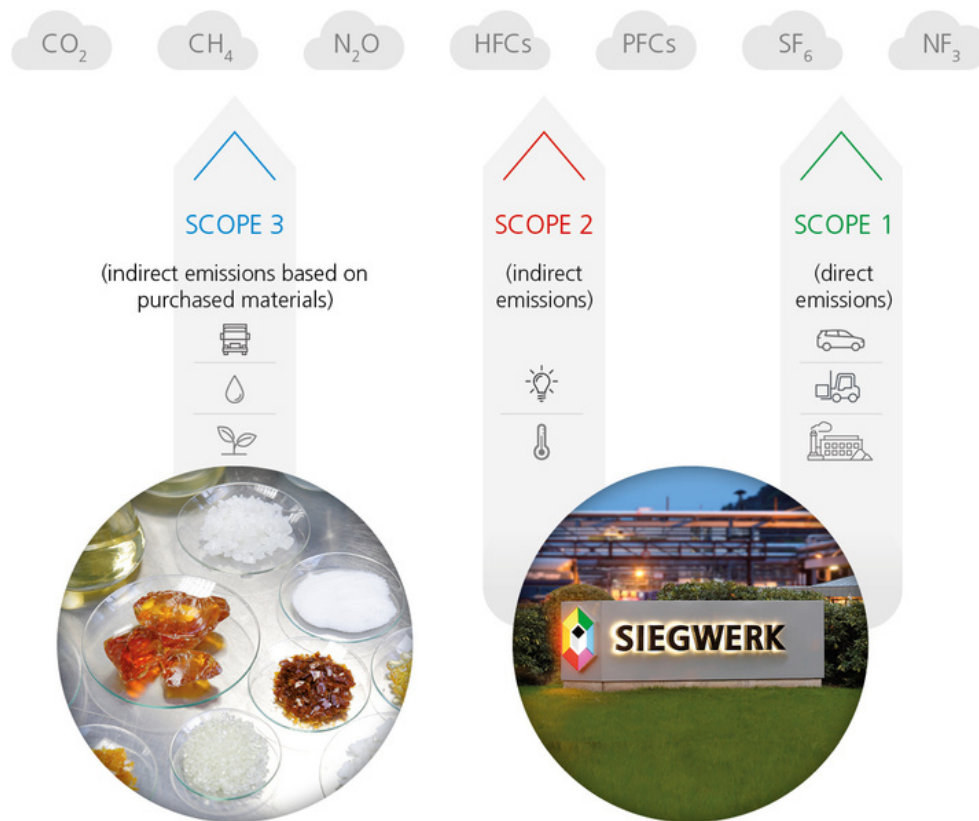 CO₂ CH₄ N₂O HFCs PFCs SF₆ NF₃
SCOPE 3
(indirect emissions based on
purchased materials)
SCOPE 2
(indirect
emissions)
SCOPE 1
(direct
emissions)
SIEGWERK